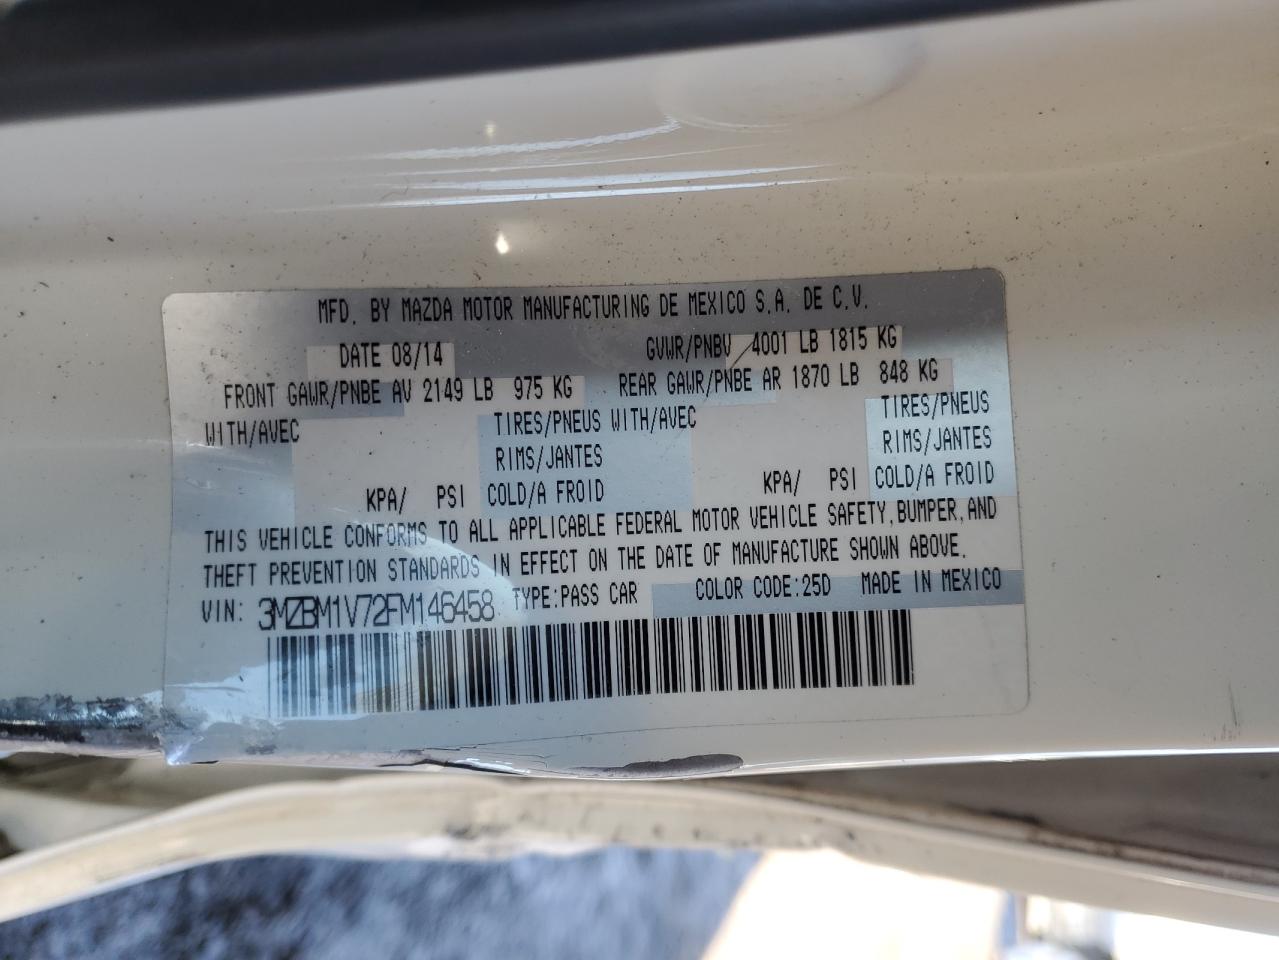 MFD. BY MAZDA MOTOR MANUFACTURING DE MEXICO S.A. DE C.V.
DATE 08/14 GVWR/PNBV 4001 LB 1815 KG
FRONT GAWR/PNBE AV 2149 LB 975 KG REAR GAWR/PNBE AR 1870 LB 848 KG
WITH/AVEC TIRES/PNEUS WITH/AVEC TIRES/PNEUS
RIMS/JANTES RIMS/JANTES
KPA/ PSI COLD/A FROID KPA/ PSI COLD/A FROID
THIS VEHICLE CONFORMS TO ALL APPLICABLE FEDERAL MOTOR VEHICLE SAFETY, BUMPER, AND
THEFT PREVENTION STANDARDS IN EFFECT ON THE DATE OF MANUFACTURE SHOWN ABOVE.
VIN: 3MZBM1V72FM146458 TYPE:PASS CAR COLOR CODE:25D MADE IN MEXICO